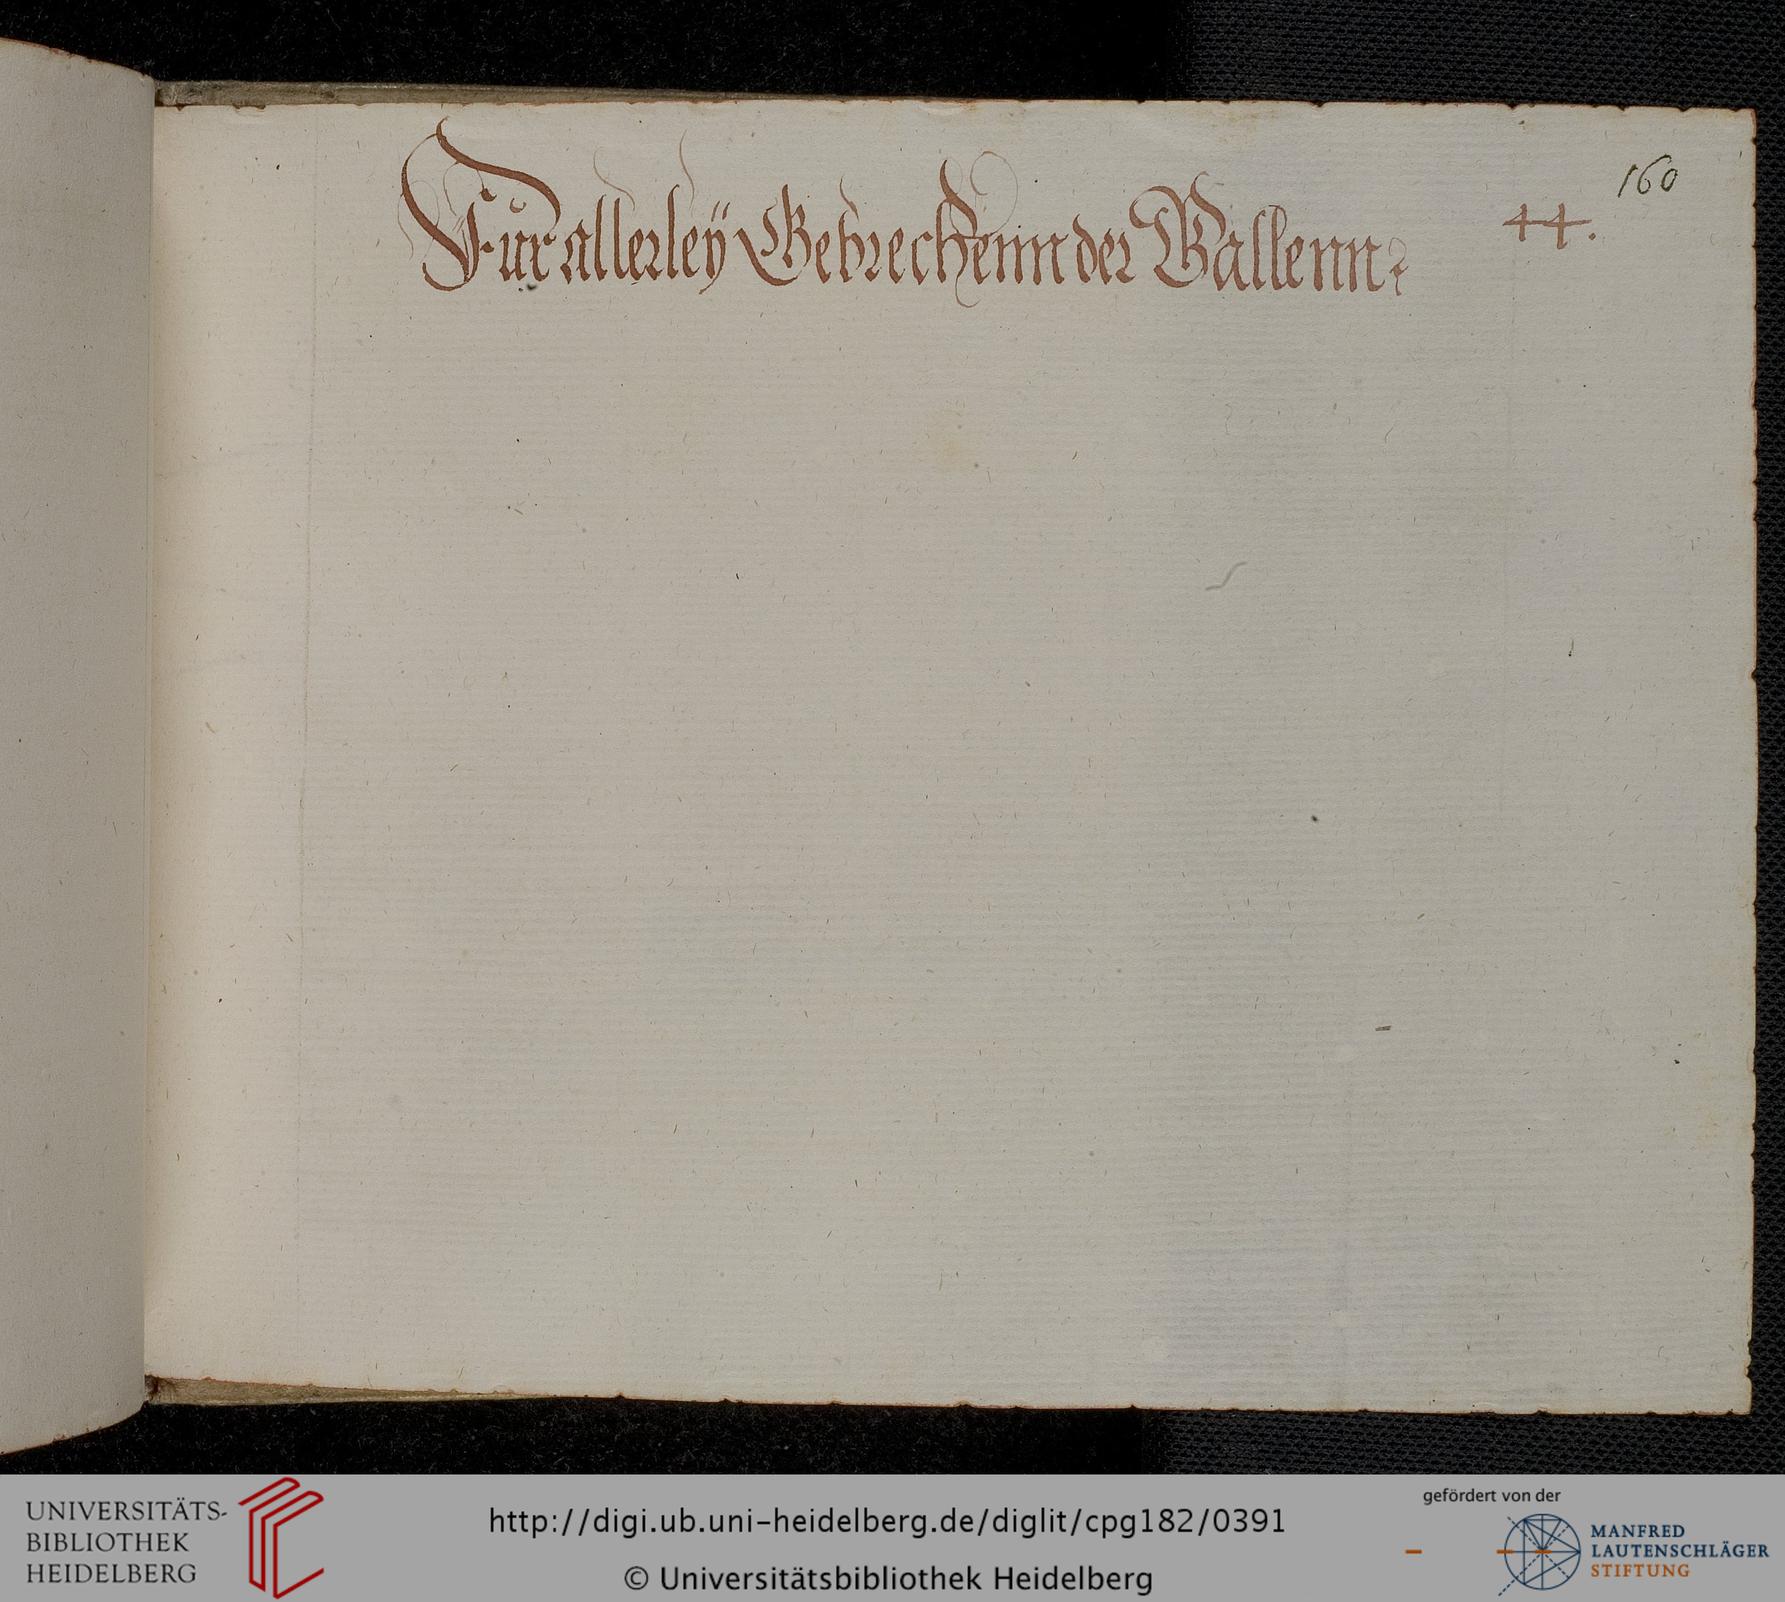 160
44.
Für allerleÿ Gebrechenn der Gallenn
UNIVERSITÄTS-
BIBLIOTHEK
HEIDELBERG
http://digi.ub.uni-heidelberg.de/diglit/cpg182/0391
© Universitätsbibliothek Heidelberg
gefördert von der
MANFRED
LAUTENSCHLÄGER
STIFTUNG